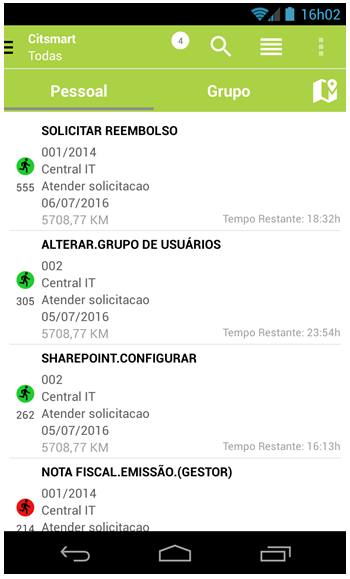 16h02
Citsmart
Todas
4
Pessoal
Grupo
SOLICITAR REEMBOLSO
001/2014
Central IT
555
Atender solicitacao
06/07/2016
5708,77 KM
Tempo Restante: 18:32h
ALTERAR.GRUPO DE USUÁRIOS
002
Central IT
305
Atender solicitacao
05/07/2016
5708,77 KM
Tempo Restante: 23:54h
SHAREPOINT.CONFIGURAR
002
Central IT
262
Atender solicitacao
05/07/2016
5708,77 KM
Tempo Restante: 16:13h
NOTA FISCAL.EMISSÃO.(GESTOR)
001/2014
Central IT
214
Atender solicitacao